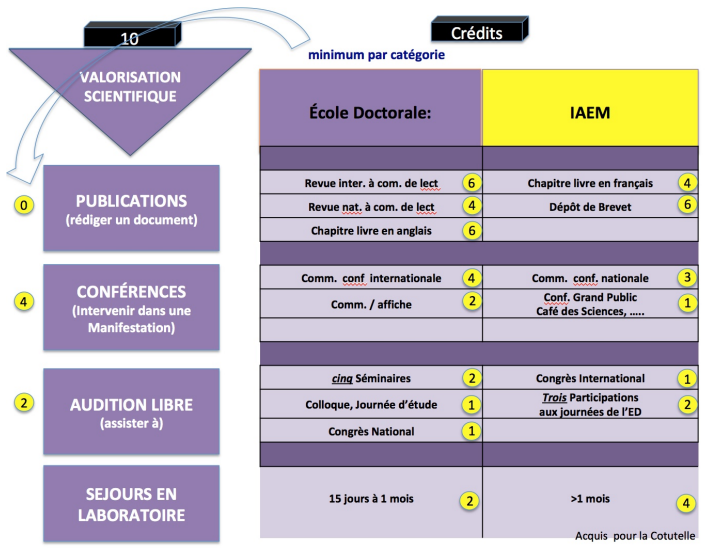 10
Crédits
minimum par catégorie
VALORISATION
SCIENTIFIQUE
École Doctorale:
IAEM
0
PUBLICATIONS
(rédiger un document)
Revue inter. à com. de lect 6
Chapitre livre en français 4
Revue nat. à com. de lect 4
Dépôt de Brevet 6
Chapitre livre en anglais 6
4
CONFÉRENCES
(Intervenir dans une
Manifestation)
Comm. conf internationale 4
Comm. conf. nationale 3
Comm. / affiche 2
Conf. Grand Public
Café des Sciences, ….. 1
2
AUDITION LIBRE
(assister à)
cinq Séminaires 2
Congrès International 1
Colloque, Journée d’étude 1
Trois Participations
aux journées de l’ED 2
Congrès National 1
SEJOURS EN
LABORATOIRE
15 jours à 1 mois 2
>1 mois 4
Acquis pour la Cotutelle